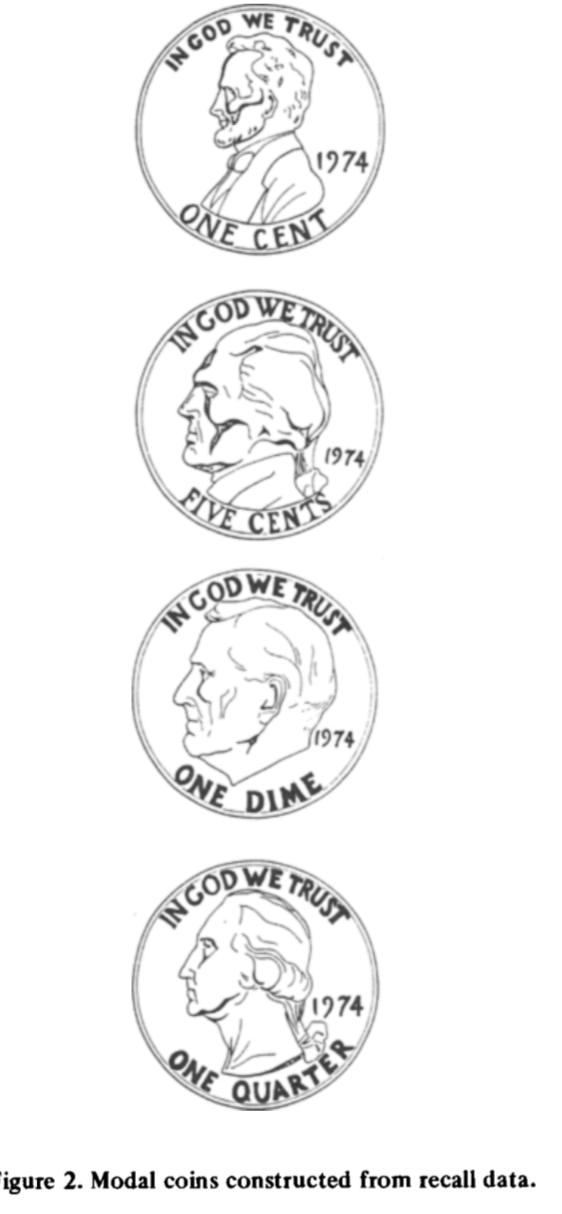 IN GOD WE TRUST
1974
ONE CENT
IN GOD WE TRUST
1974
FIVE CENTS
IN GOD WE TRUST
1974
ONE DIME
IN GOD WE TRUST
1974
ONE QUARTER
igure 2. Modal coins constructed from recall data.